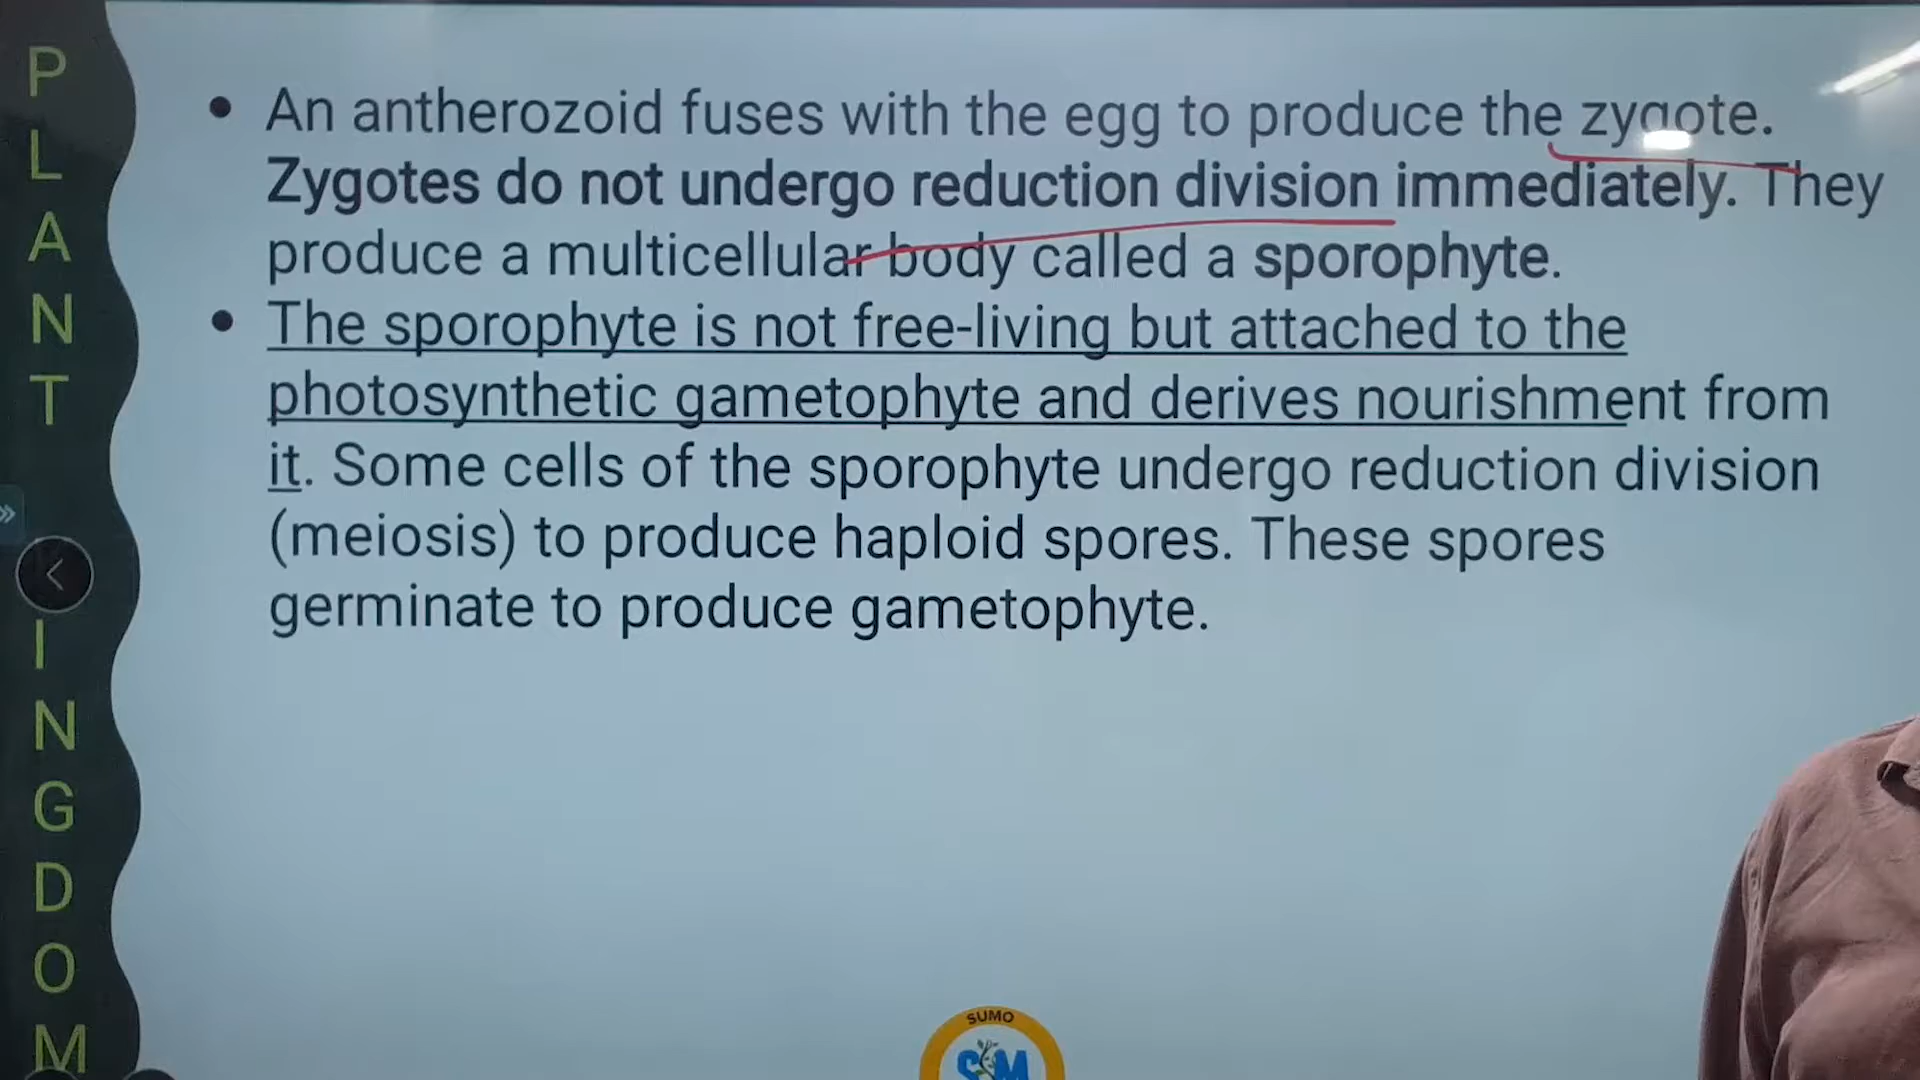 PLANT KINGDOM
• An antherozoid fuses with the egg to produce the zygote.
Zygotes do not undergo reduction division immediately. They
produce a multicellular body called a sporophyte.
• The sporophyte is not free-living but attached to the
photosynthetic gametophyte and derives nourishment from
it. Some cells of the sporophyte undergo reduction division
(meiosis) to produce haploid spores. These spores
germinate to produce gametophyte.
SUMO